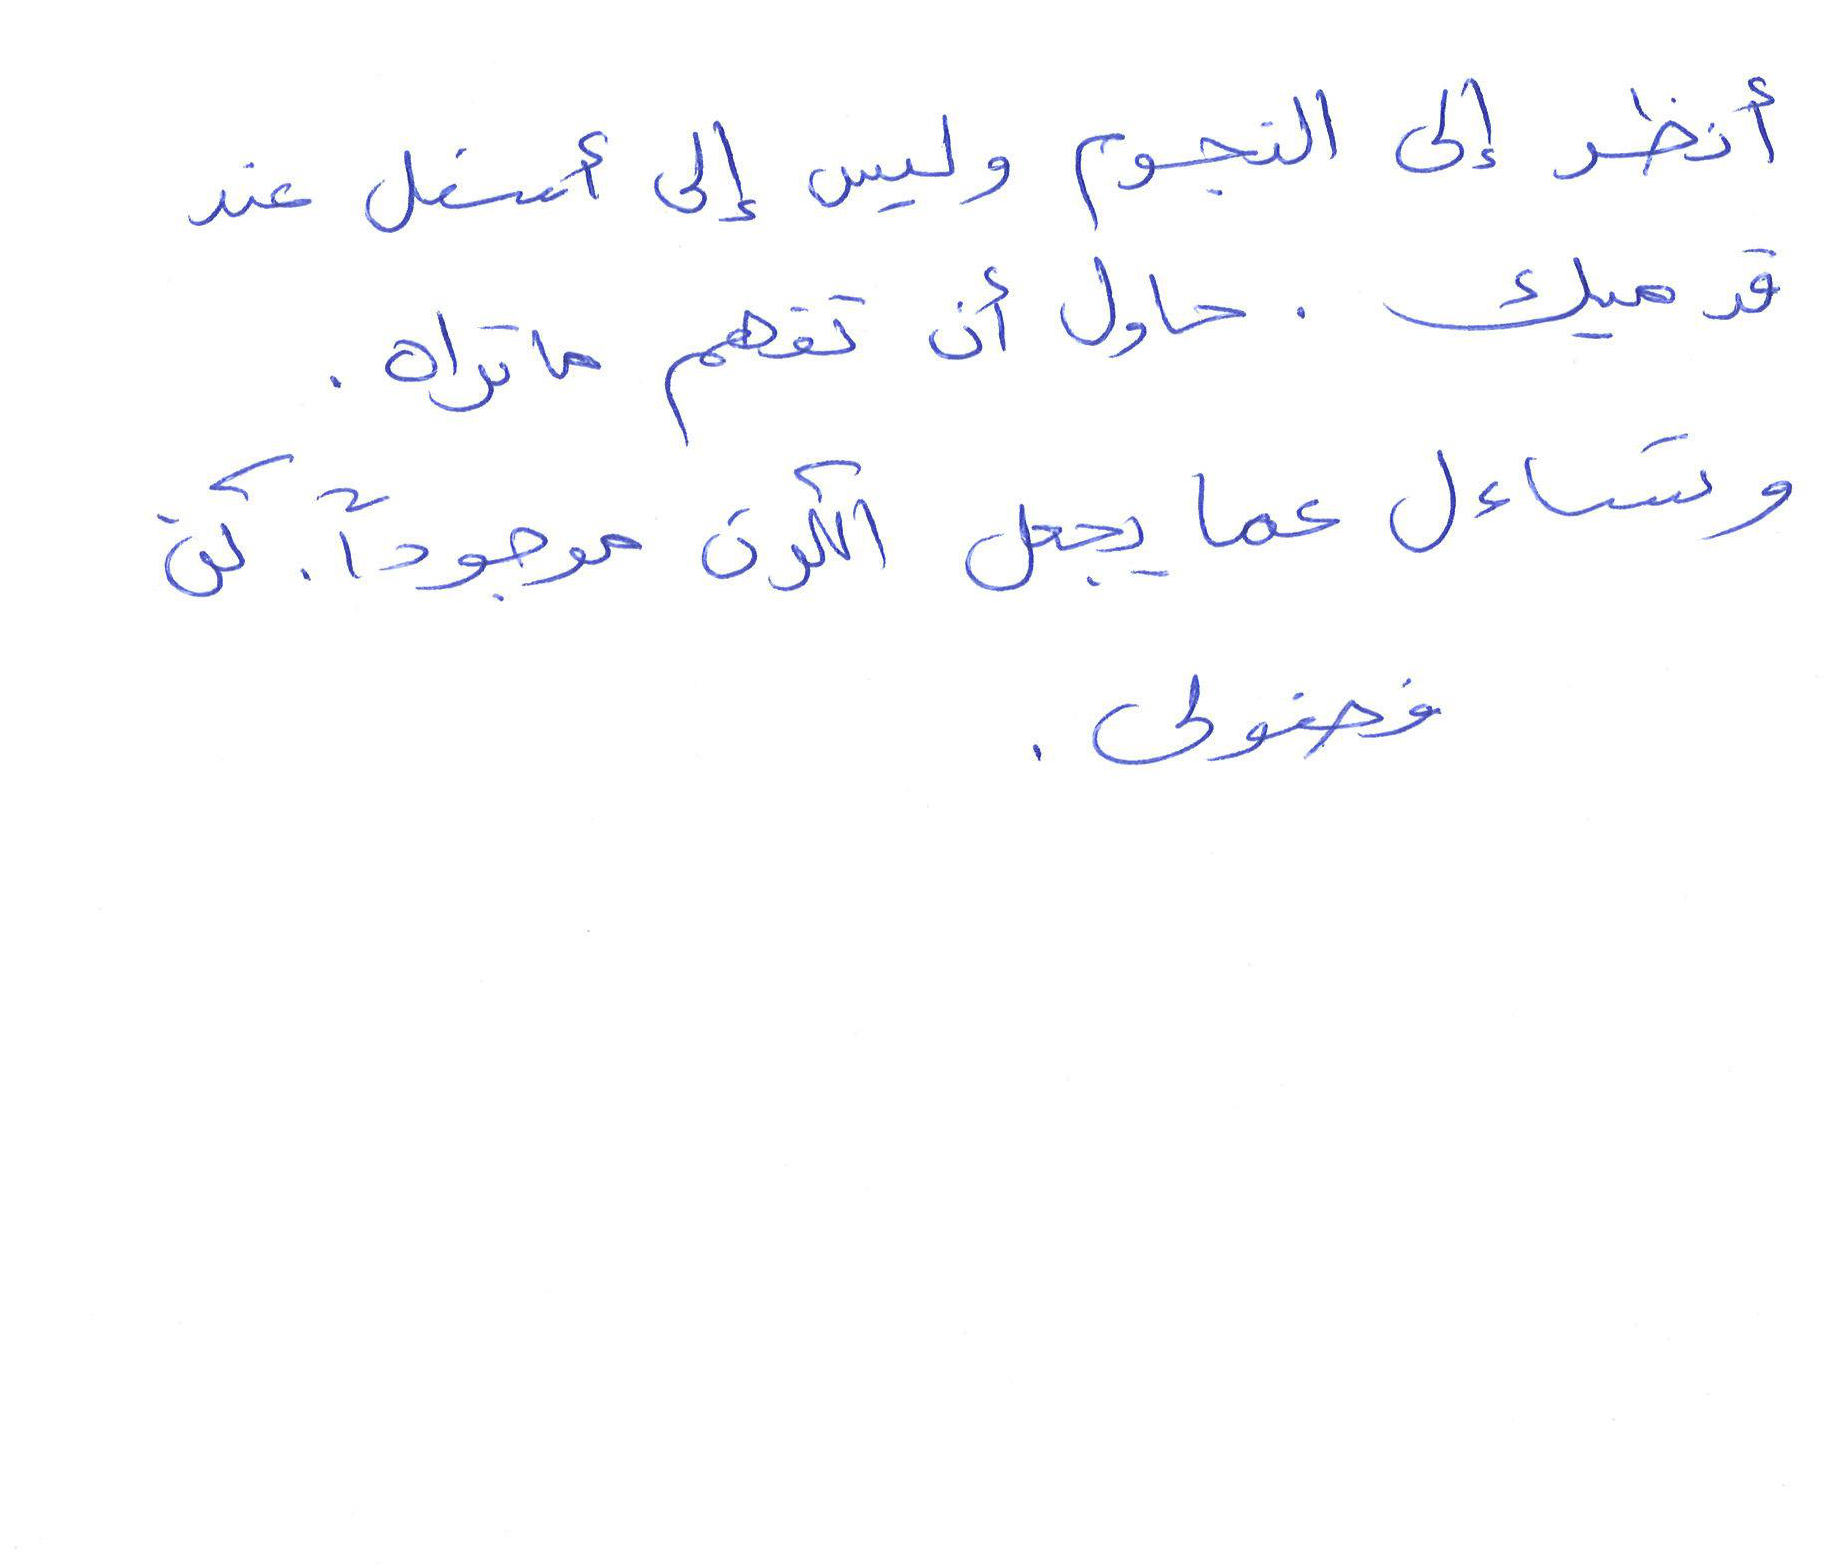 أنظر إلى النجوم وليس إلى أسفل عند
قدميك . حاول أن تفهم ما تراه .
وتساءل عما يجعل الكون موجوداً . كن
فضولى .